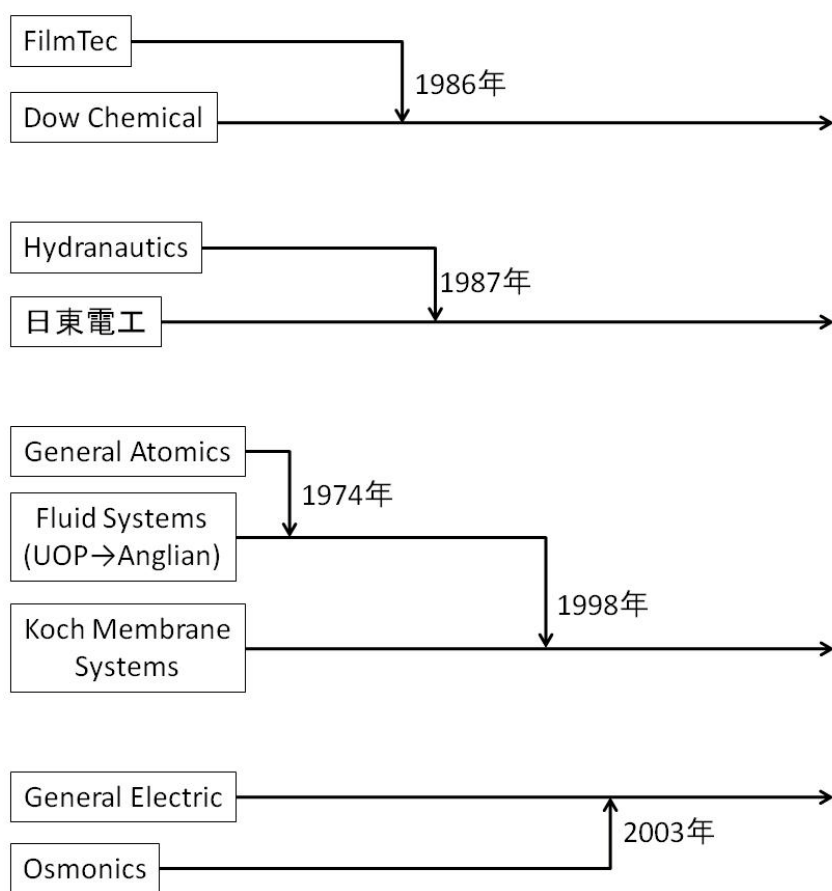 FilmTec
1986年
Dow Chemical
Hydranautics
1987年
日東電工
General Atomics
1974年
Fluid Systems
(UOP→Anglian)
1998年
Koch Membrane
Systems
General Electric
2003年
Osmonics